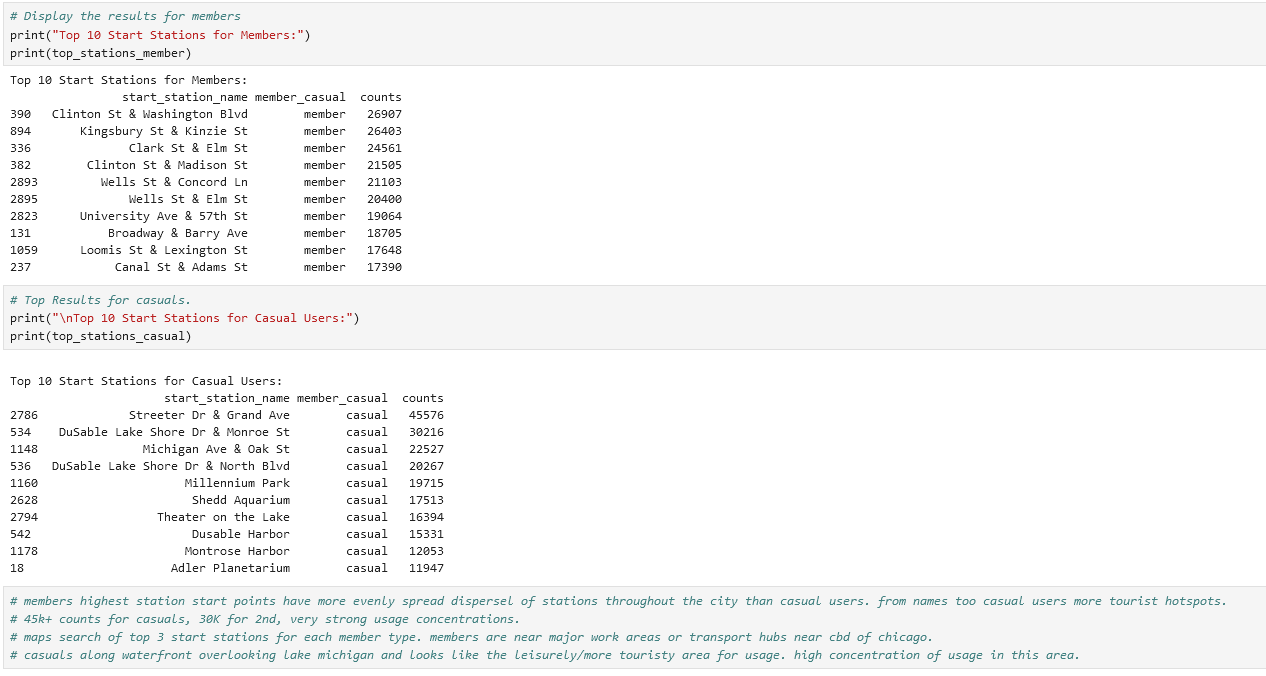 # Display the results for members
print("Top 10 Start Stations for Members:")
print(top_stations_member)
Top 10 Start Stations for Members:
start_station_name member_casual counts
390 Clinton St & Washington Blvd member 26907
894 Kingsbury St & Kinzie St member 26403
336 Clark St & Elm St member 24561
382 Clinton St & Madison St member 21505
2893 Wells St & Concord Ln member 21103
2895 Wells St & Elm St member 20400
2823 University Ave & 57th St member 19064
131 Broadway & Barry Ave member 18705
1059 Loomis St & Lexington St member 17648
237 Canal St & Adams St member 17390
# Top Results for casuals.
print("\nTop 10 Start Stations for Casual Users:")
print(top_stations_casual)
Top 10 Start Stations for Casual Users:
start_station_name member_casual counts
2786 Streeter Dr & Grand Ave casual 45576
534 DuSable Lake Shore Dr & Monroe St casual 30216
1148 Michigan Ave & Oak St casual 22527
536 DuSable Lake Shore Dr & North Blvd casual 20267
1160 Millennium Park casual 19715
2628 Shedd Aquarium casual 17513
2794 Theater on the Lake casual 16394
542 Dusable Harbor casual 15331
1178 Montrose Harbor casual 12053
18 Adler Planetarium casual 11947
# members highest station start points have more evenly spread dispersel of stations throughout the city than casual users. from names too casual users more tourist hotspots.
# 45k+ counts for casuals, 30K for 2nd, very strong usage concentrations.
# maps search of top 3 start stations for each member type. members are near major work areas or transport hubs near cbd of chicago.
# casuals along waterfront overlooking lake michigan and looks like the leisurely/more touristy area for usage. high concentration of usage in this area.